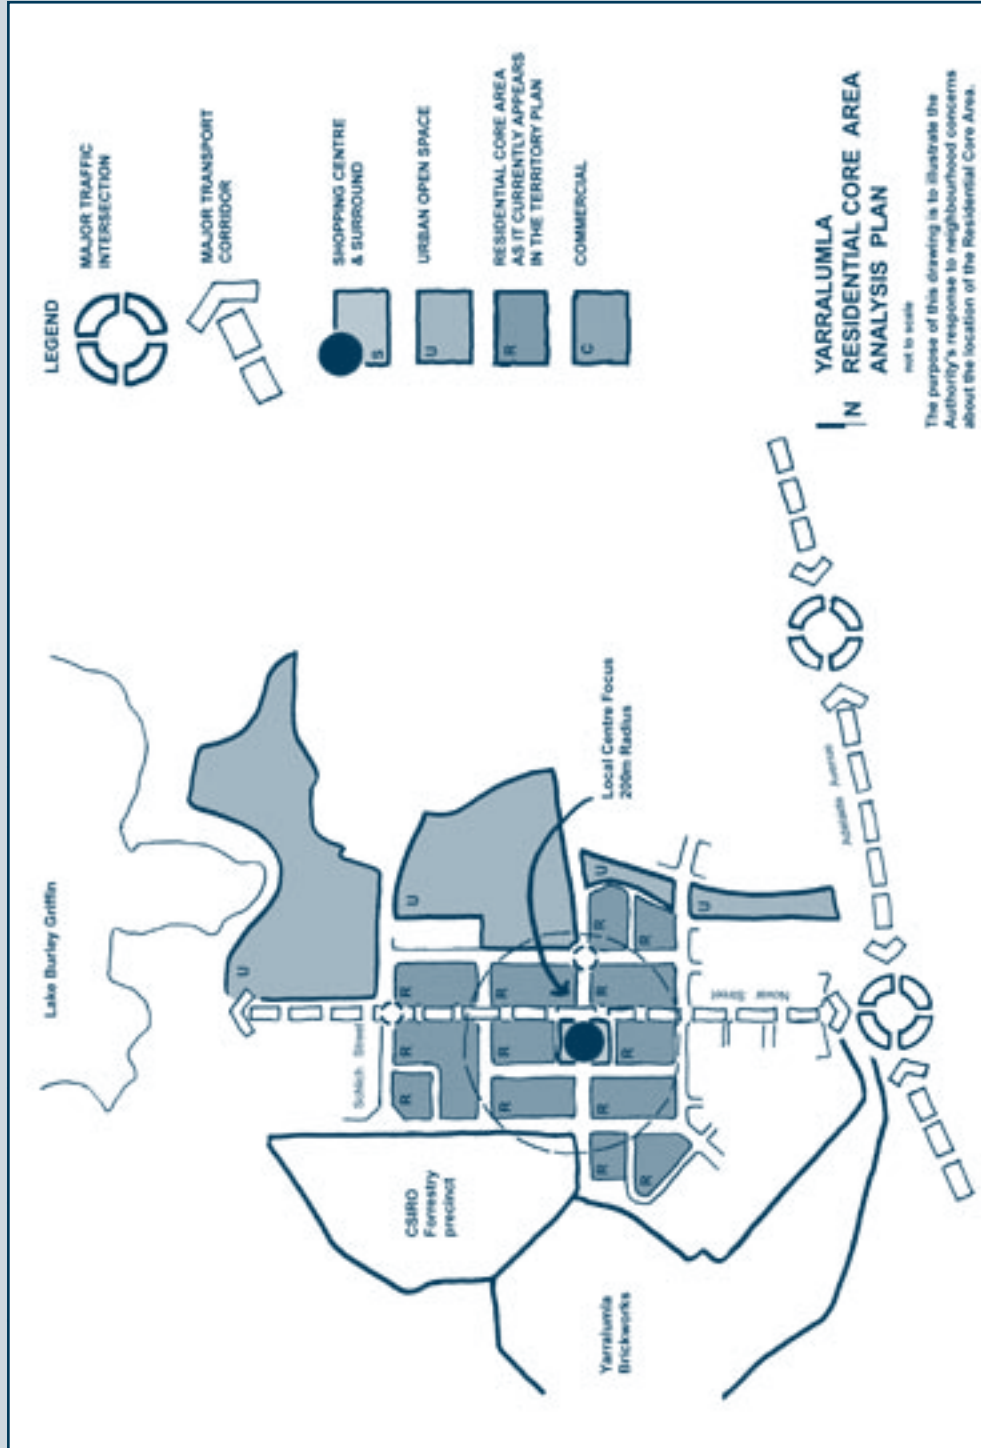 Lake Burley Griffin
U
Schlich Street
R
R
R
CSIRO
Forrestry
precinct
U
R
R
R
U
R
R
R
R
R
R
R
U
Local Centre Focus
200m Radius
Yarralumla
Brickworks
Novar Street
Adelaide Avenue
LEGEND
MAJOR TRAFFIC
INTERSECTION
MAJOR TRANSPORT
CORRIDOR
S
SHOPPING CENTRE
& SURROUND
U
URBAN OPEN SPACE
R
RESIDENTIAL CORE AREA
AS IT CURRENTLY APPEARS
IN THE TERRITORY PLAN
C
COMMERCIAL
N
YARRALUMLA
RESIDENTIAL CORE AREA
ANALYSIS PLAN
not to scale
The purpose of this drawing is to illustrate the
Authority's response to neighbourhood concerns
about the location of the Residential Core Area.